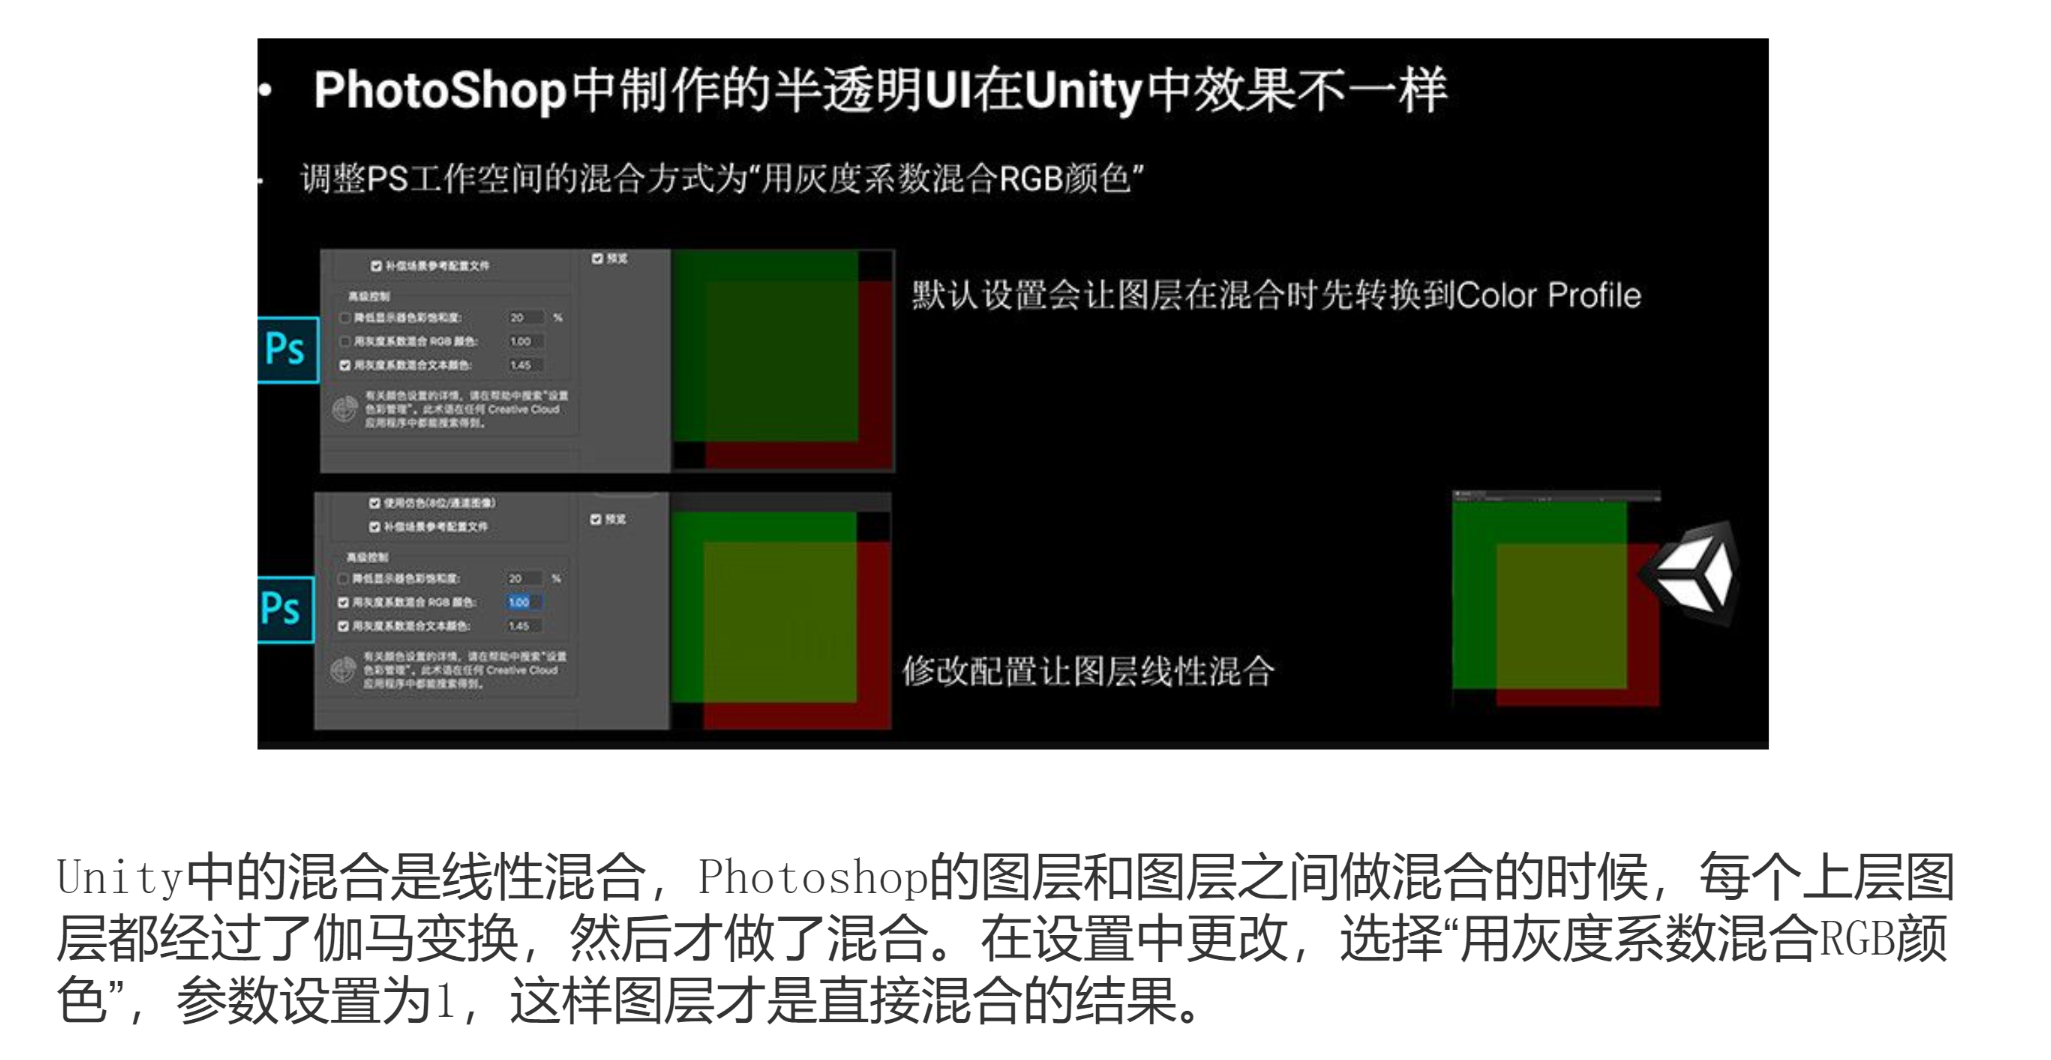 • PhotoShop中制作的半透明UI在Unity中效果不一样
· 调整PS工作空间的混合方式为“用灰度系数混合RGB颜色”
补偿场景参考配置文件
预览
高级控制
降低显示器色彩饱和度: 20 %
用灰度系数混合 RGB 颜色: 1.00
用灰度系数混合文本颜色: 1.45
有关颜色设置的详情，请在帮助中搜索“设置
色彩管理”。此术语在任何 Creative Cloud
应用程序中都能搜索得到。
Ps
默认设置会让图层在混合时先转换到Color Profile
使用仿色(8位/通道图像)
补偿场景参考配置文件
预览
高级控制
降低显示器色彩饱和度: 20 %
用灰度系数混合 RGB 颜色: 1.00
用灰度系数混合文本颜色: 1.45
有关颜色设置的详情，请在帮助中搜索“设置
色彩管理”。此术语在任何 Creative Cloud
应用程序中都能搜索得到。
Ps
修改配置让图层线性混合
Unity中的混合是线性混合，Photoshop的图层和图层之间做混合的时候，每个上层图
层都经过了伽马变换，然后才做了混合。在设置中更改，选择“用灰度系数混合RGB颜
色”，参数设置为1，这样图层才是直接混合的结果。